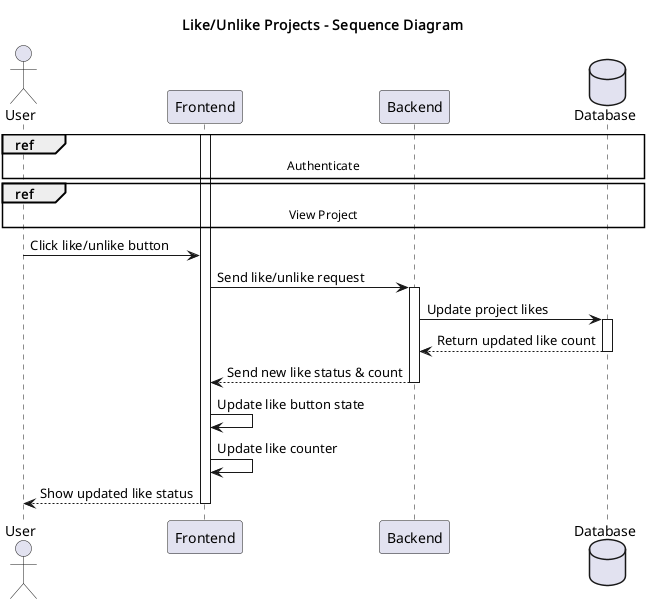 Like/Unlike Projects - Sequence Diagram
User
Frontend
Backend
Database
ref
Authenticate
ref
View Project
Click like/unlike button
Send like/unlike request
Update project likes
Return updated like count
Send new like status & count
Update like button state
Update like counter
Show updated like status
User
Frontend
Backend
Database